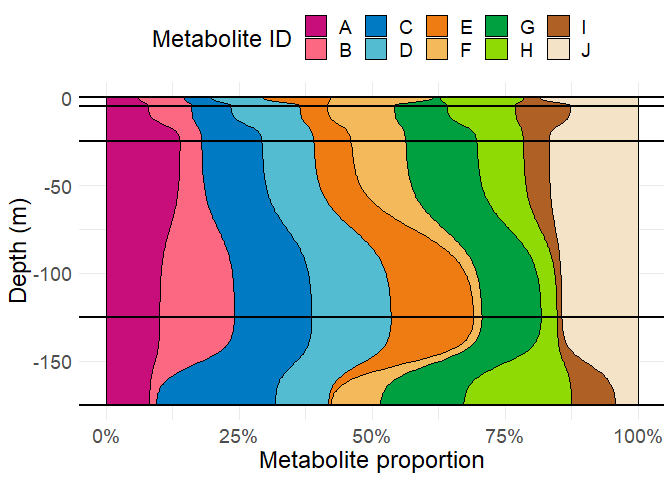 Metabolite ID
A C E G I
B D F H J
0
-50
-100
-150
Depth (m)
0% 25% 50% 75% 100%
Metabolite proportion